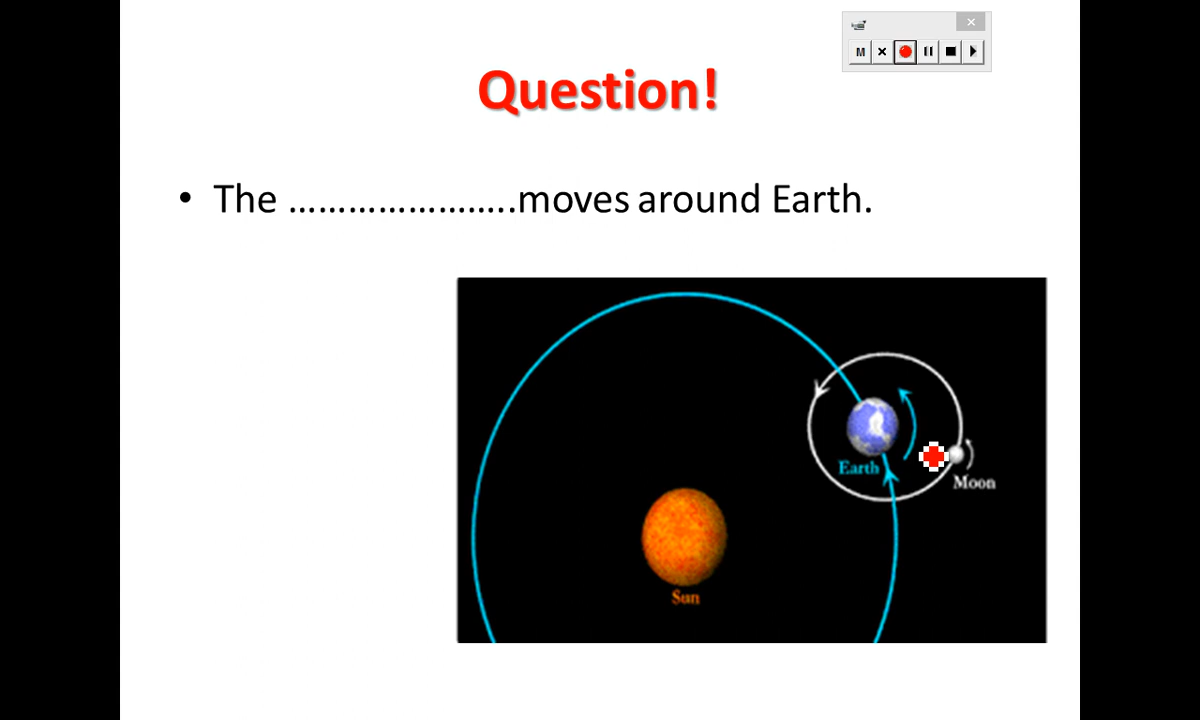 M
Question!
• The ........................moves around Earth.
Earth
Moon
Sun